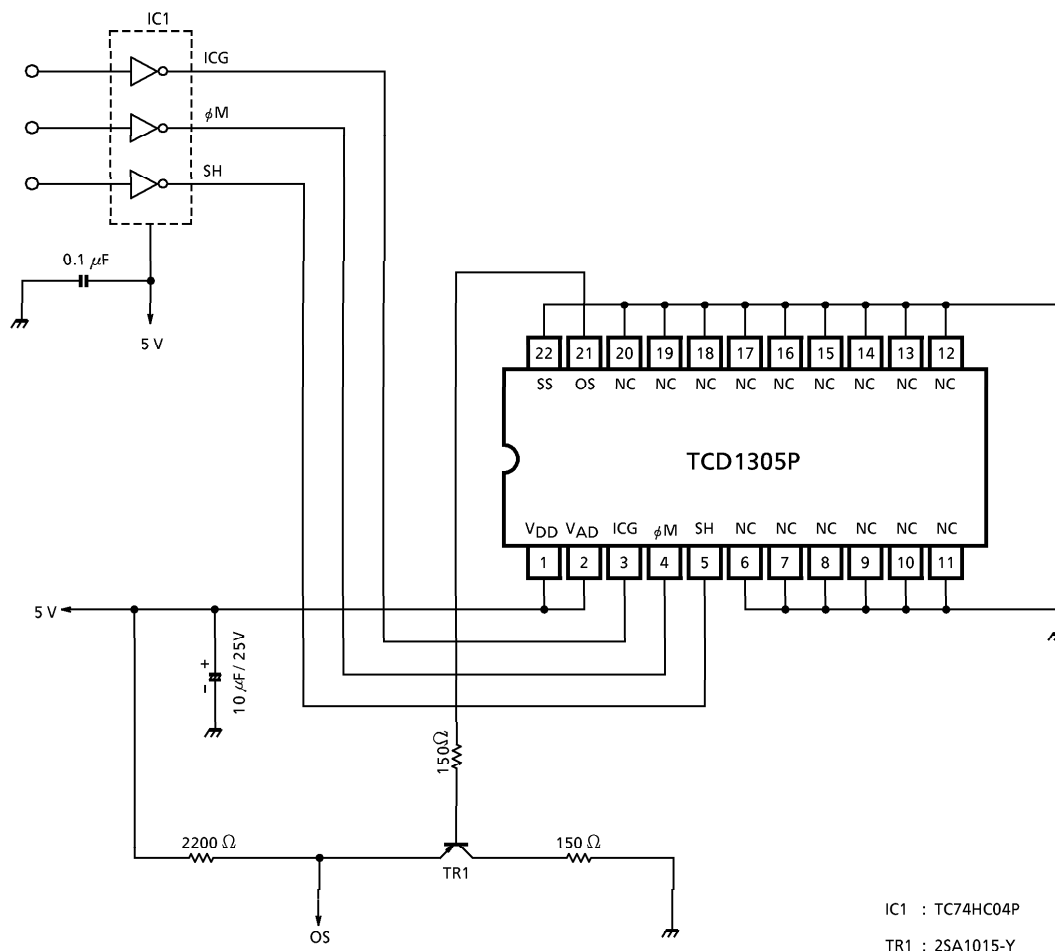 IC1
ICG
φM
SH
0.1 μF
5 V
22 21 20 19 18 17 16 15 14 13 12
SS OS NC NC NC NC NC NC NC NC NC
TCD1305P
VDD VAD ICG φM SH NC NC NC NC NC NC
1 2 3 4 5 6 7 8 9 10 11
5 V
+
-
10 μF/25V
150Ω
2200 Ω
150 Ω
TR1
OS
IC1 : TC74HC04P
TR1 : 2SA1015-Y